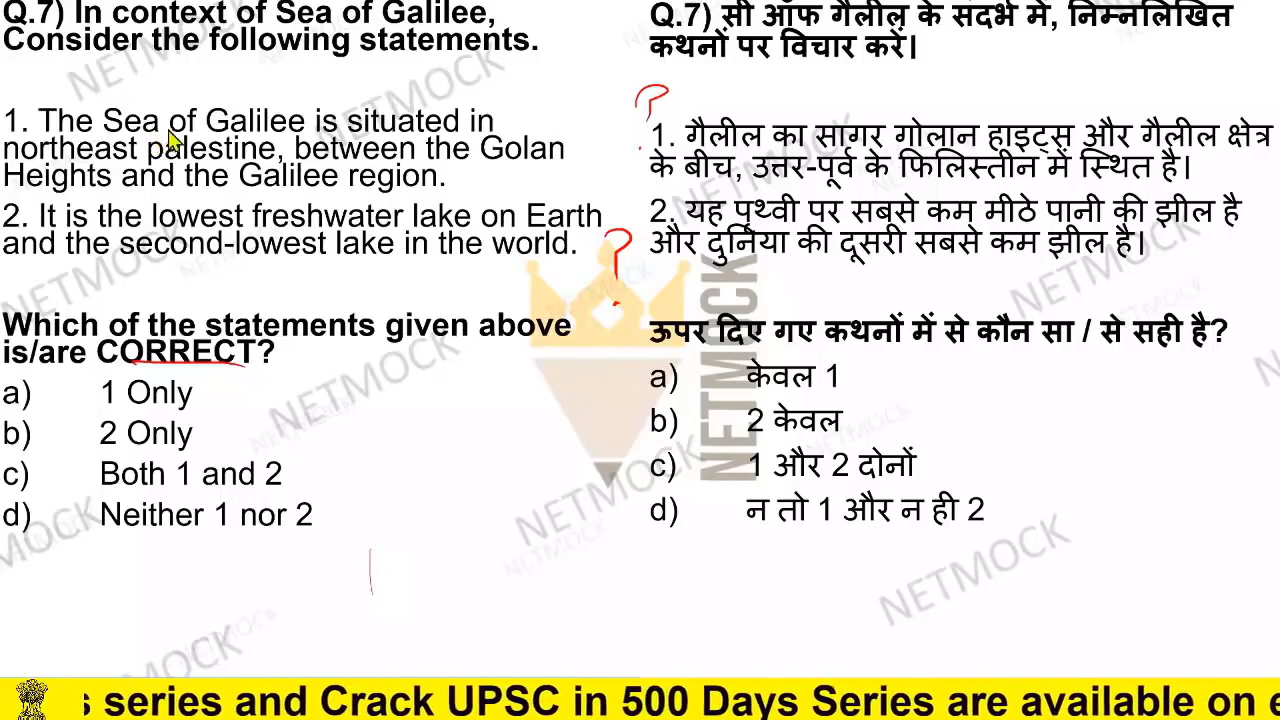 Q.7) In context of Sea of Galilee,
Consider the following statements.
1. The Sea of Galilee is situated in
northeast palestine, between the Golan
Heights and the Galilee region.
2. It is the lowest freshwater lake on Earth
and the second-lowest lake in the world.
?
Which of the statements given above
is/are CORRECT?
a) 1 Only
b) 2 Only
c) Both 1 and 2
d) Neither 1 nor 2
Q.7) सी ऑफ गैलील के संदर्भ में, निम्नलिखित
कथनों पर विचार करें।
?
1. गैलील का सागर गोलान हाइट्स और गैलील क्षेत्र
के बीच, उत्तर-पूर्व के फिलिस्तीन में स्थित है।
2. यह पृथ्वी पर सबसे कम मीठे पानी की झील है
और दुनिया की दूसरी सबसे कम झील है।
ऊपर दिए गए कथनों में से कौन सा / से सही है?
a) केवल 1
b) 2 केवल
c) 1 और 2 दोनों
d) न तो 1 और न ही 2
NETMOCK
NETMOCK
NETMOCK
NETMOCK
NETMOCK
NETMOCK
NETMOCK
series and Crack UPSC in 500 Days Series are available on